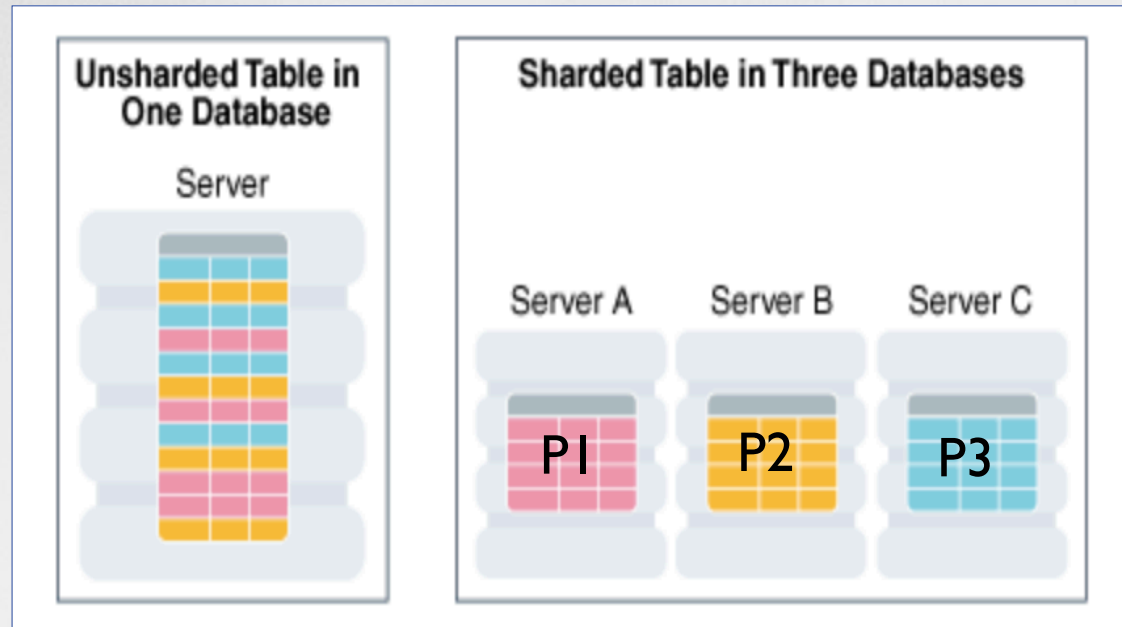 Unsharded Table in
One Database
Server
Sharded Table in Three Databases
Server A
Server B
Server C
P1
P2
P3